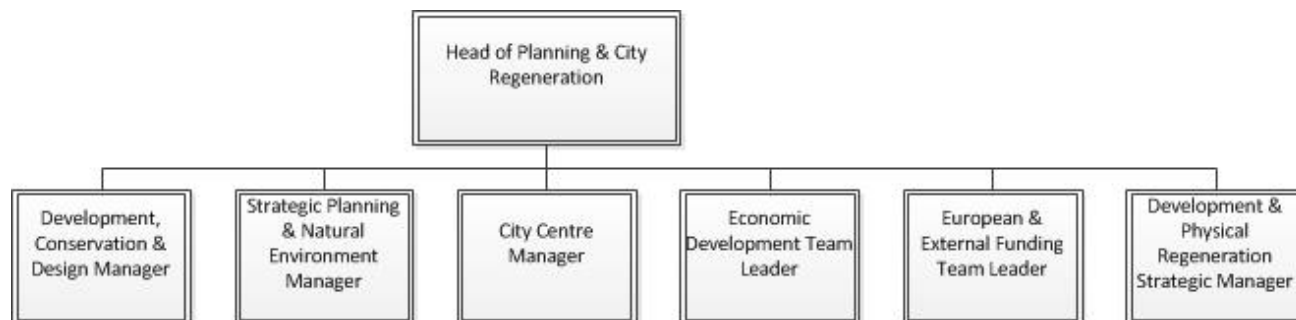 Head of Planning & City
Regeneration
Development,
Conservation &
Design Manager
Strategic Planning
& Natural
Environment
Manager
City Centre
Manager
Economic
Development Team
Leader
European &
External Funding
Team Leader
Development &
Physical
Regeneration
Strategic Manager